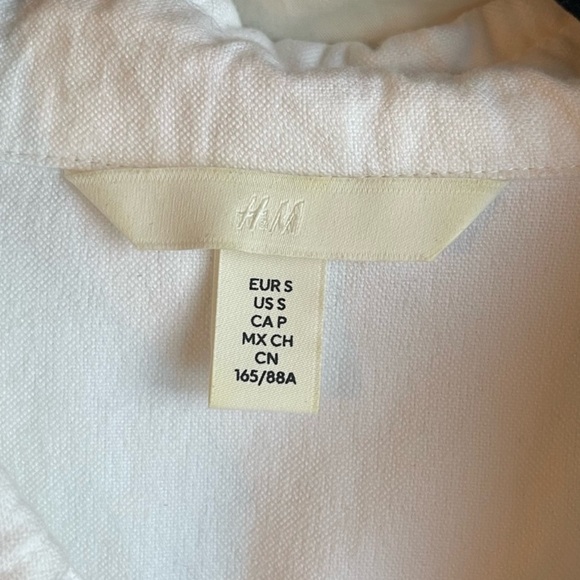 H&M
EUR S
US S
CA P
MX CH
CN
165/88A